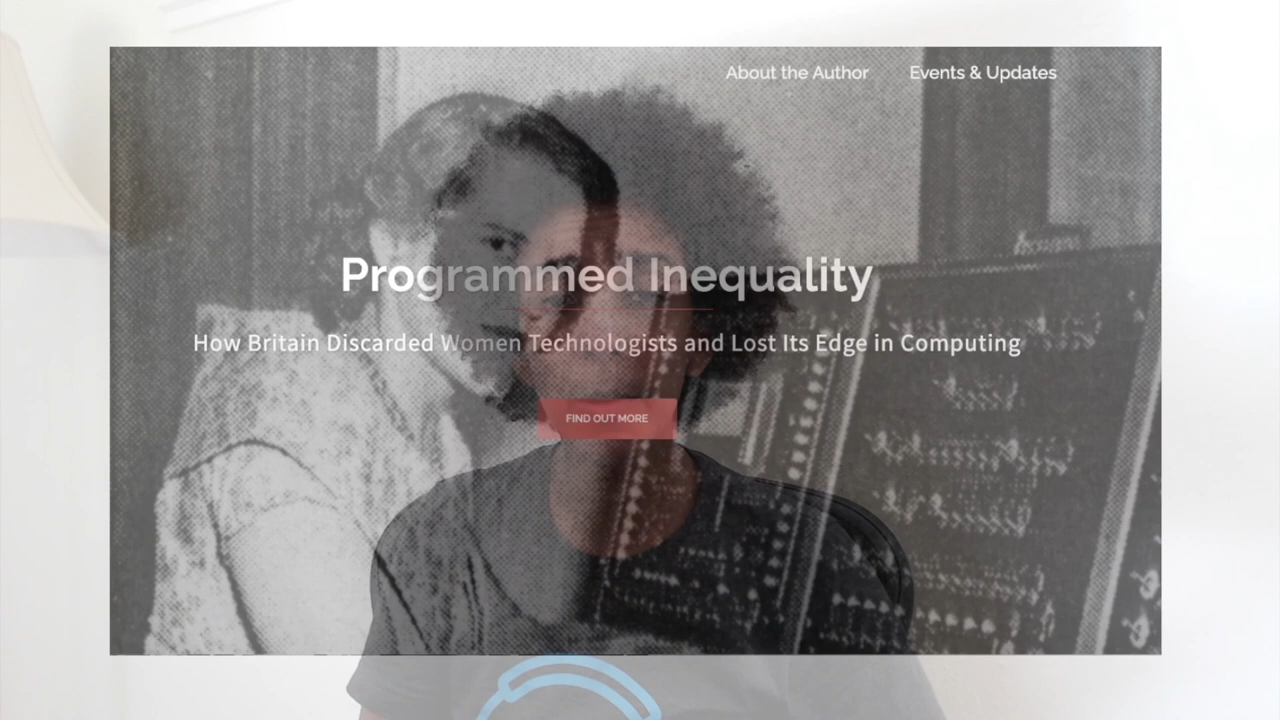 About the Author Events & Updates
Programmed Inequality
How Britain Discarded Women Technologists and Lost Its Edge in Computing
FIND OUT MORE